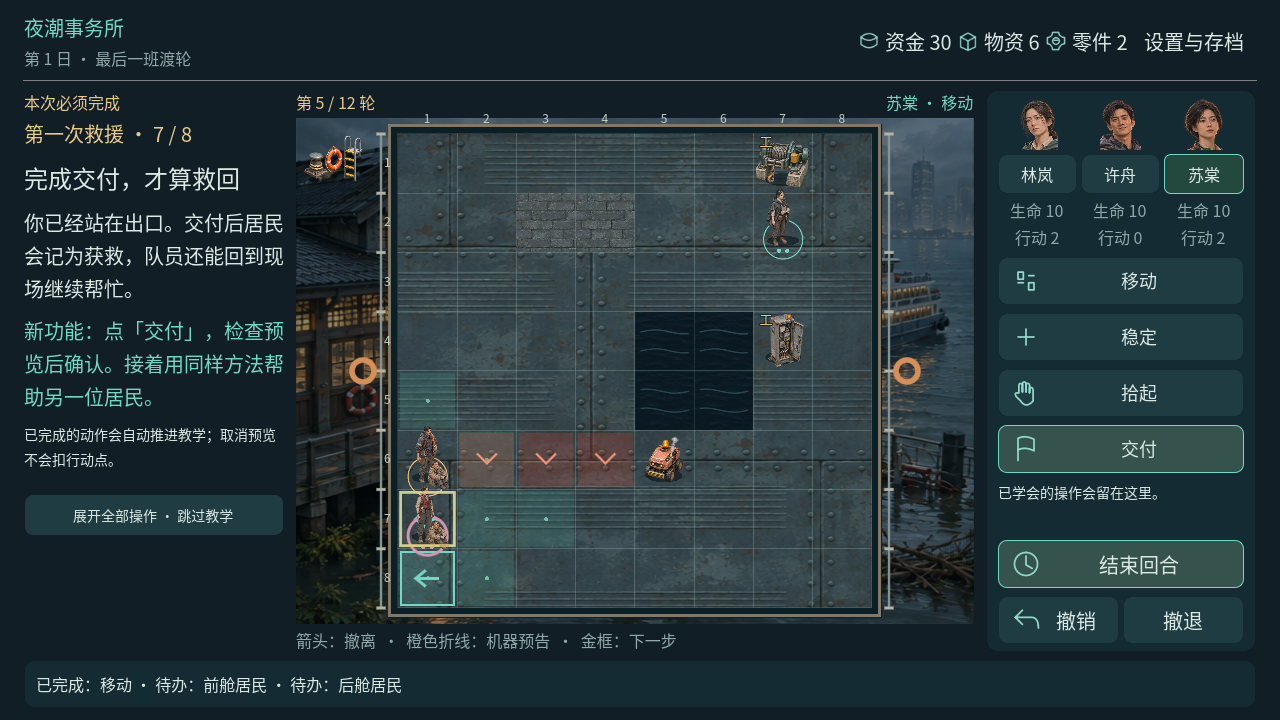 夜潮事务所
第 1 日 · 最后一班渡轮
资金 30 物资 6 零件 2 设置与存档
本次必须完成
第一次救援 · 7 / 8
完成交付，才算救回
你已经站在出口。交付后居民
会记为获救，队员还能回到现
场继续帮忙。
新功能：点「交付」，检查预
览后确认。接着用同样方法帮
助另一位居民。
已完成的动作会自动推进教学；取消预览
不会扣行动点。
展开全部操作 · 跳过教学
第 5 / 12 轮
苏棠 · 移动
1 2 3 4 5 6 7 8
1
2
3
4
5
6
7
8
箭头：撤离 · 橙色折线：机器预告 · 金框：下一步
林岚 许舟 苏棠
生命 10 生命 10 生命 10
行动 2 行动 0 行动 2
移动
稳定
拾起
交付
已学会的操作会留在这里。
结束回合
撤销 撤退
已完成：移动 · 待办：前舱居民 · 待办：后舱居民